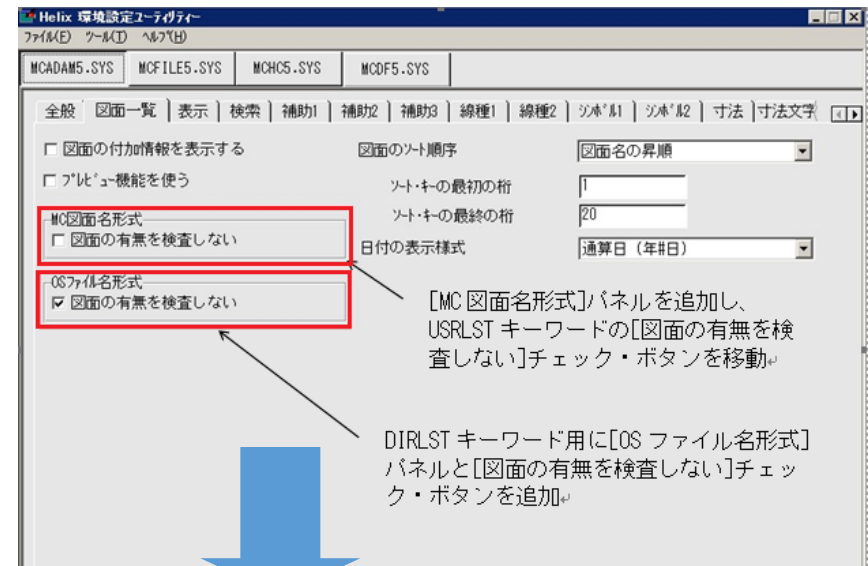 Helix 環境設定ユーティリティー
ファイル(F) ツール(T) ヘルプ(H)
MCADAM5.SYS MCFILE5.SYS MCHC5.SYS MCDF5.SYS
全般 図面一覧 表示 検索 補助1 補助2 補助3 線種1 線種2 シンボル1 シンボル2 寸法 寸法文字
図面の付加情報を表示する
プレビュー機能を使う
MC図面名形式
図面の有無を検査しない
OSファイル名形式
図面の有無を検査しない
図面のソート順序 図面名の昇順
ソート・キーの最初の桁 1
ソート・キーの最終の桁 20
日付の表示様式 通算日 (年#日)
[MC 図面名形式]パネルを追加し、
USRLST キーワードの[図面の有無を検
査しない]チェック・ボタンを移動
DIRLST キーワード用に[OS ファイル名形式]
パネルと[図面の有無を検査しない]チェッ
ク・ボタンを追加